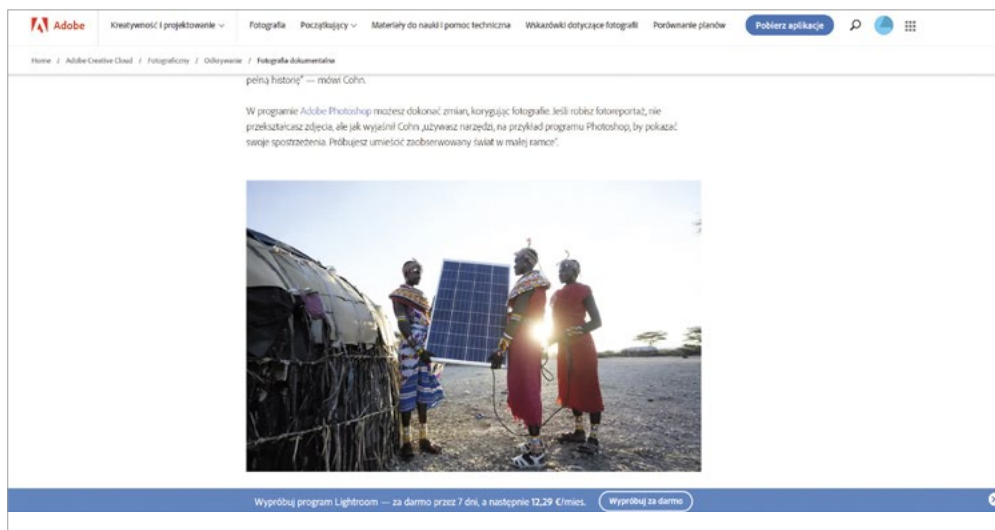 Adobe
Kreatywność i projektowanie
Fotografia
Początkujący
Materiały do nauki i pomoc techniczna
Wskazówki dotyczące fotografii
Porównanie planów
Pobierz aplikacje
Home / Adobe Creative Cloud / Fotograficzny / Odkrywanie / Fotografia dokumentalna
pełną historię" — mówi Cohn.
W programie Adobe Photoshop możesz dokonać zmian, korygując fotografie. Jeśli robisz fotoreportaż, nie
przekształcasz zdjęcia, ale jak wyjaśnił Cohn „używasz narzędzi, na przykład programu Photoshop, by pokazać
swoje spostrzeżenia. Próbujesz umieścić zaobserwowany świat w małej ramce".
Wypróbuj program Lightroom — za darmo przez 7 dni, a następnie 12,29 €/mies.
Wypróbuj za darmo